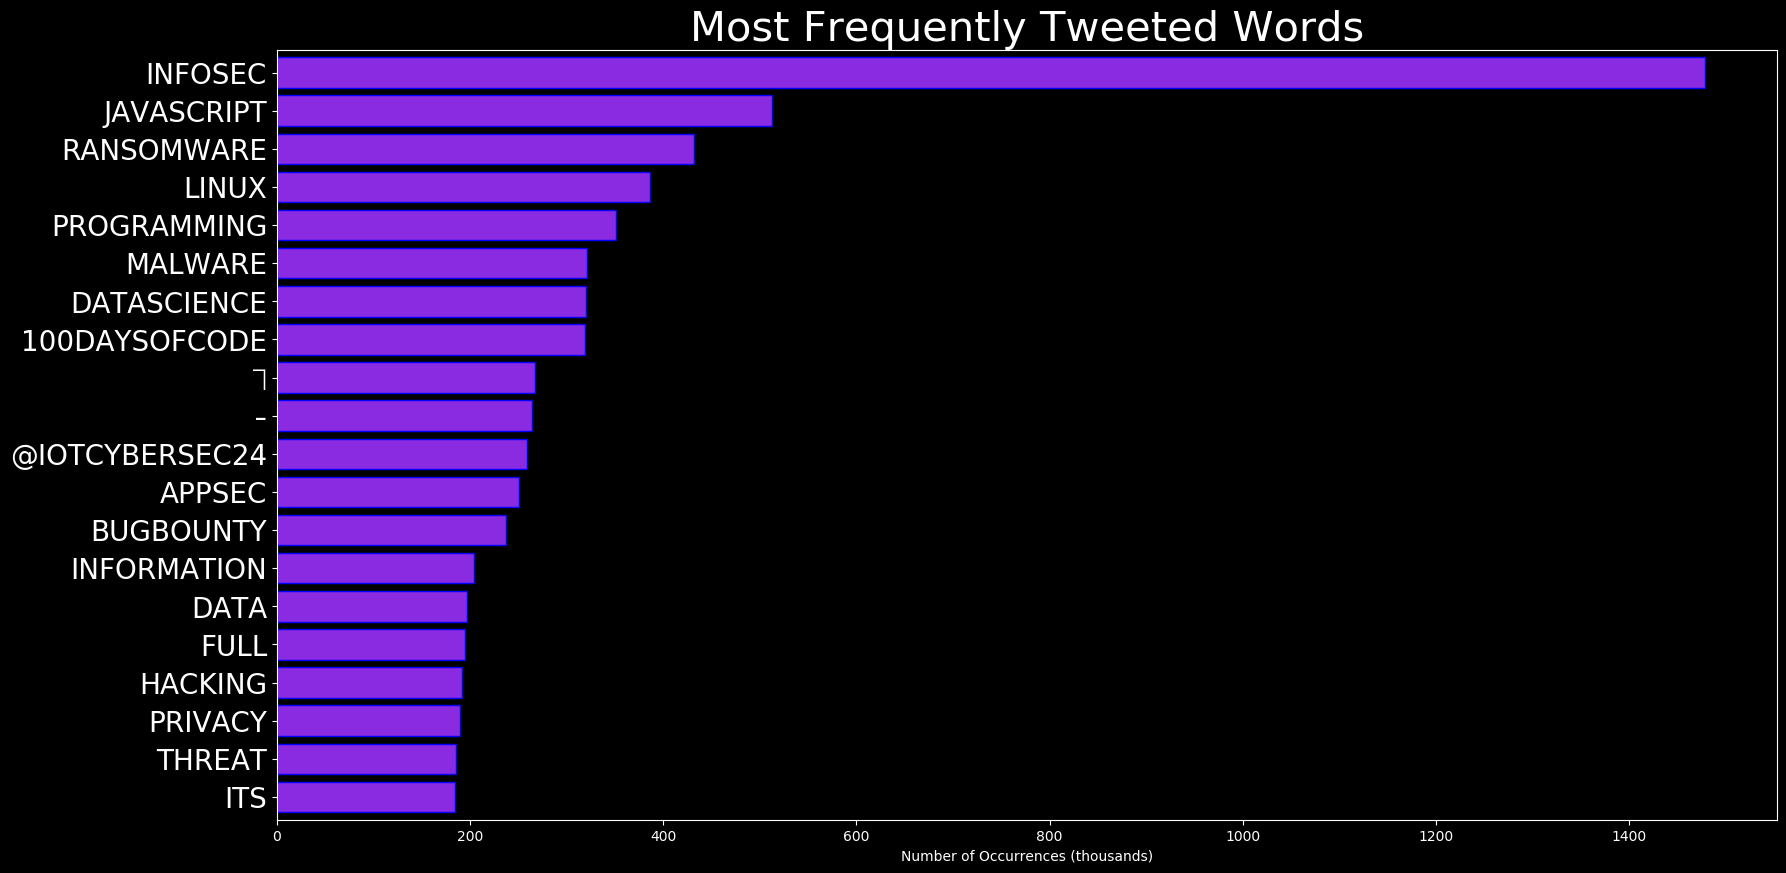 Most Frequently Tweeted Words
INFOSEC
JAVASCRIPT
RANSOMWARE
LINUX
PROGRAMMING
MALWARE
DATASCIENCE
100DAYSOFCODE
–
@IOTCYBERSEC24
APPSEC
BUGBOUNTY
INFORMATION
DATA
FULL
HACKING
PRIVACY
THREAT
ITS
0 200 400 600 800 1000 1200 1400
Number of Occurrences (thousands)